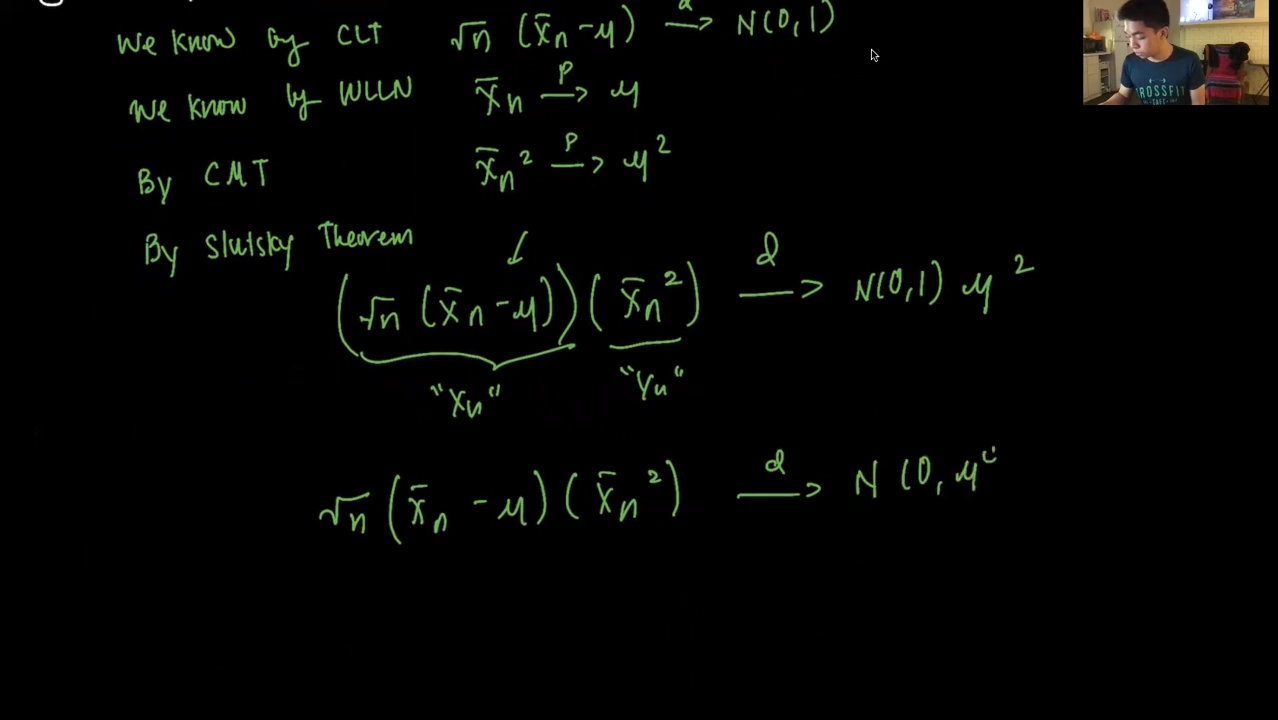 We know by CLT √n (X̄n - μ) d→ N(0,1)
We know by WLLN X̄n P→ μ
By CMT X̄n² P→ μ²
By Slutsky Theorem
(√n (X̄n - μ)) (X̄n²) d→ N(0,1) μ²
"Xn" "Yn"
√n (X̄n - μ) (X̄n²) d→ N(0, μ
CROSSFIT